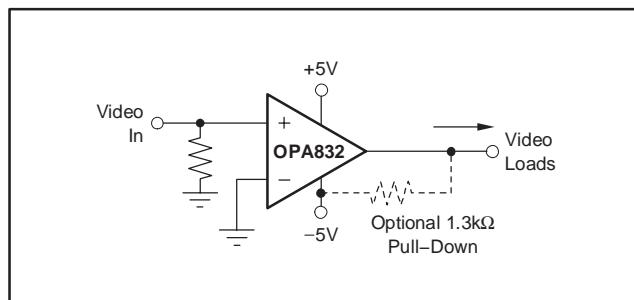 +5V
Video
In
+
OPA832
−
Video
Loads
−5V
Optional 1.3kΩ
Pull−Down